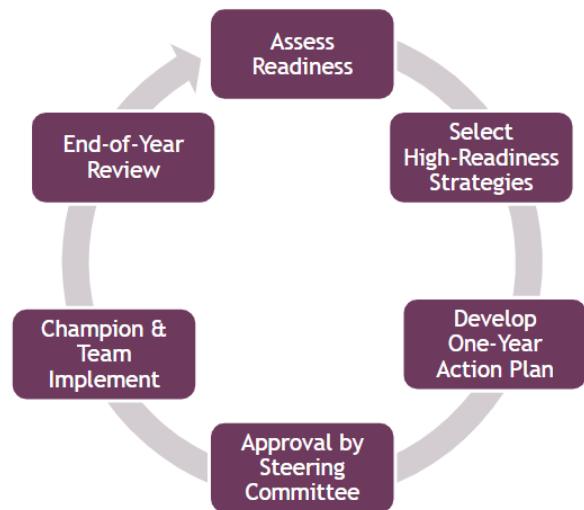 Assess
Readiness
Select
High-Readiness
Strategies
Develop
One-Year
Action Plan
Approval by
Steering
Committee
Champion &
Team
Implement
End-of-Year
Review